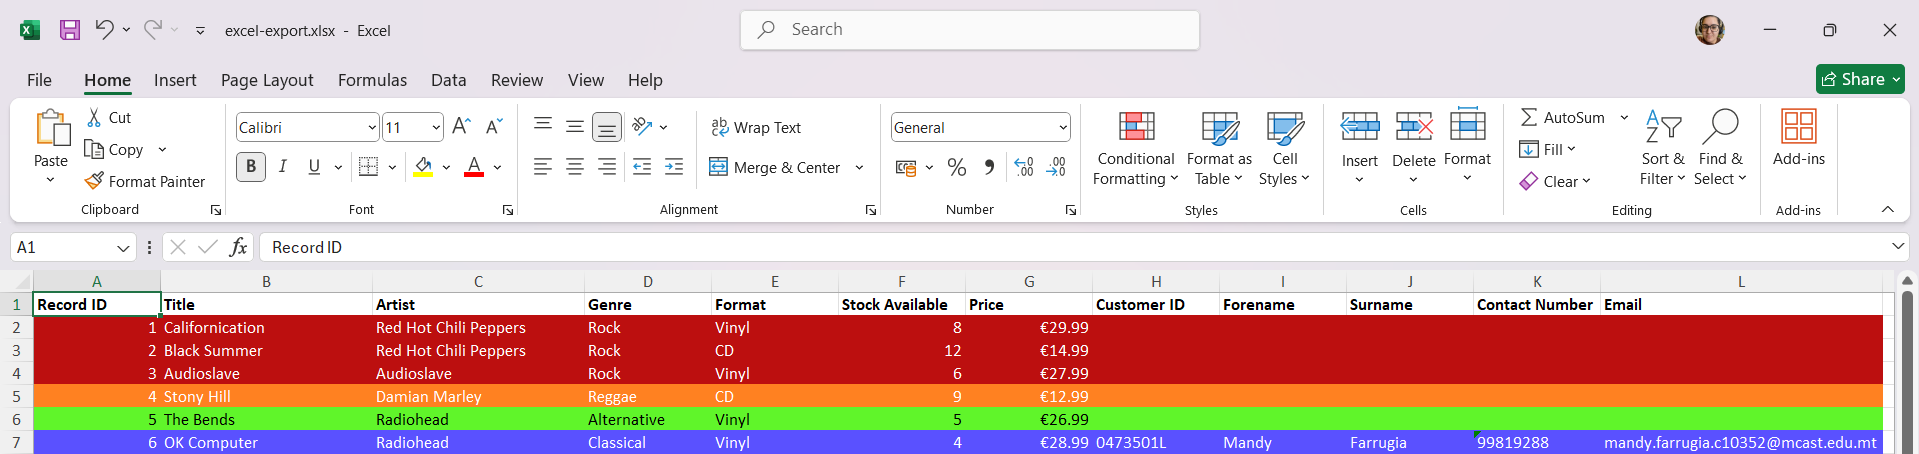 excel-export.xlsx - Excel
Search
File Home Insert Page Layout Formulas Data Review View Help
Share
Paste
Cut
Copy
Format Painter
Clipboard
Calibri 11
B I U A
Font
Wrap Text
Merge & Center
Alignment
General
% , .00 .00
Number
Conditional Formatting
Format as Table
Cell Styles
Styles
Insert Delete Format
Cells
AutoSum
Fill
Clear
Sort & Filter
Find & Select
Editing
Add-ins
Add-ins
A1 fx Record ID
A B C D E F G H I J K L
1 Record ID Title Artist Genre Format Stock Available Price Customer ID Forename Surname Contact Number Email
2 1 Californication Red Hot Chili Peppers Rock Vinyl 8 €29.99
3 2 Black Summer Red Hot Chili Peppers Rock CD 12 €14.99
4 3 Audioslave Audioslave Rock Vinyl 6 €27.99
5 4 Stony Hill Damian Marley Reggae CD 9 €12.99
6 5 The Bends Radiohead Alternative Vinyl 5 €26.99
7 6 OK Computer Radiohead Classical Vinyl 4 €28.99 0473501L Mandy Farrugia 99819288 mandy.farrugia.c10352@mcast.edu.mt